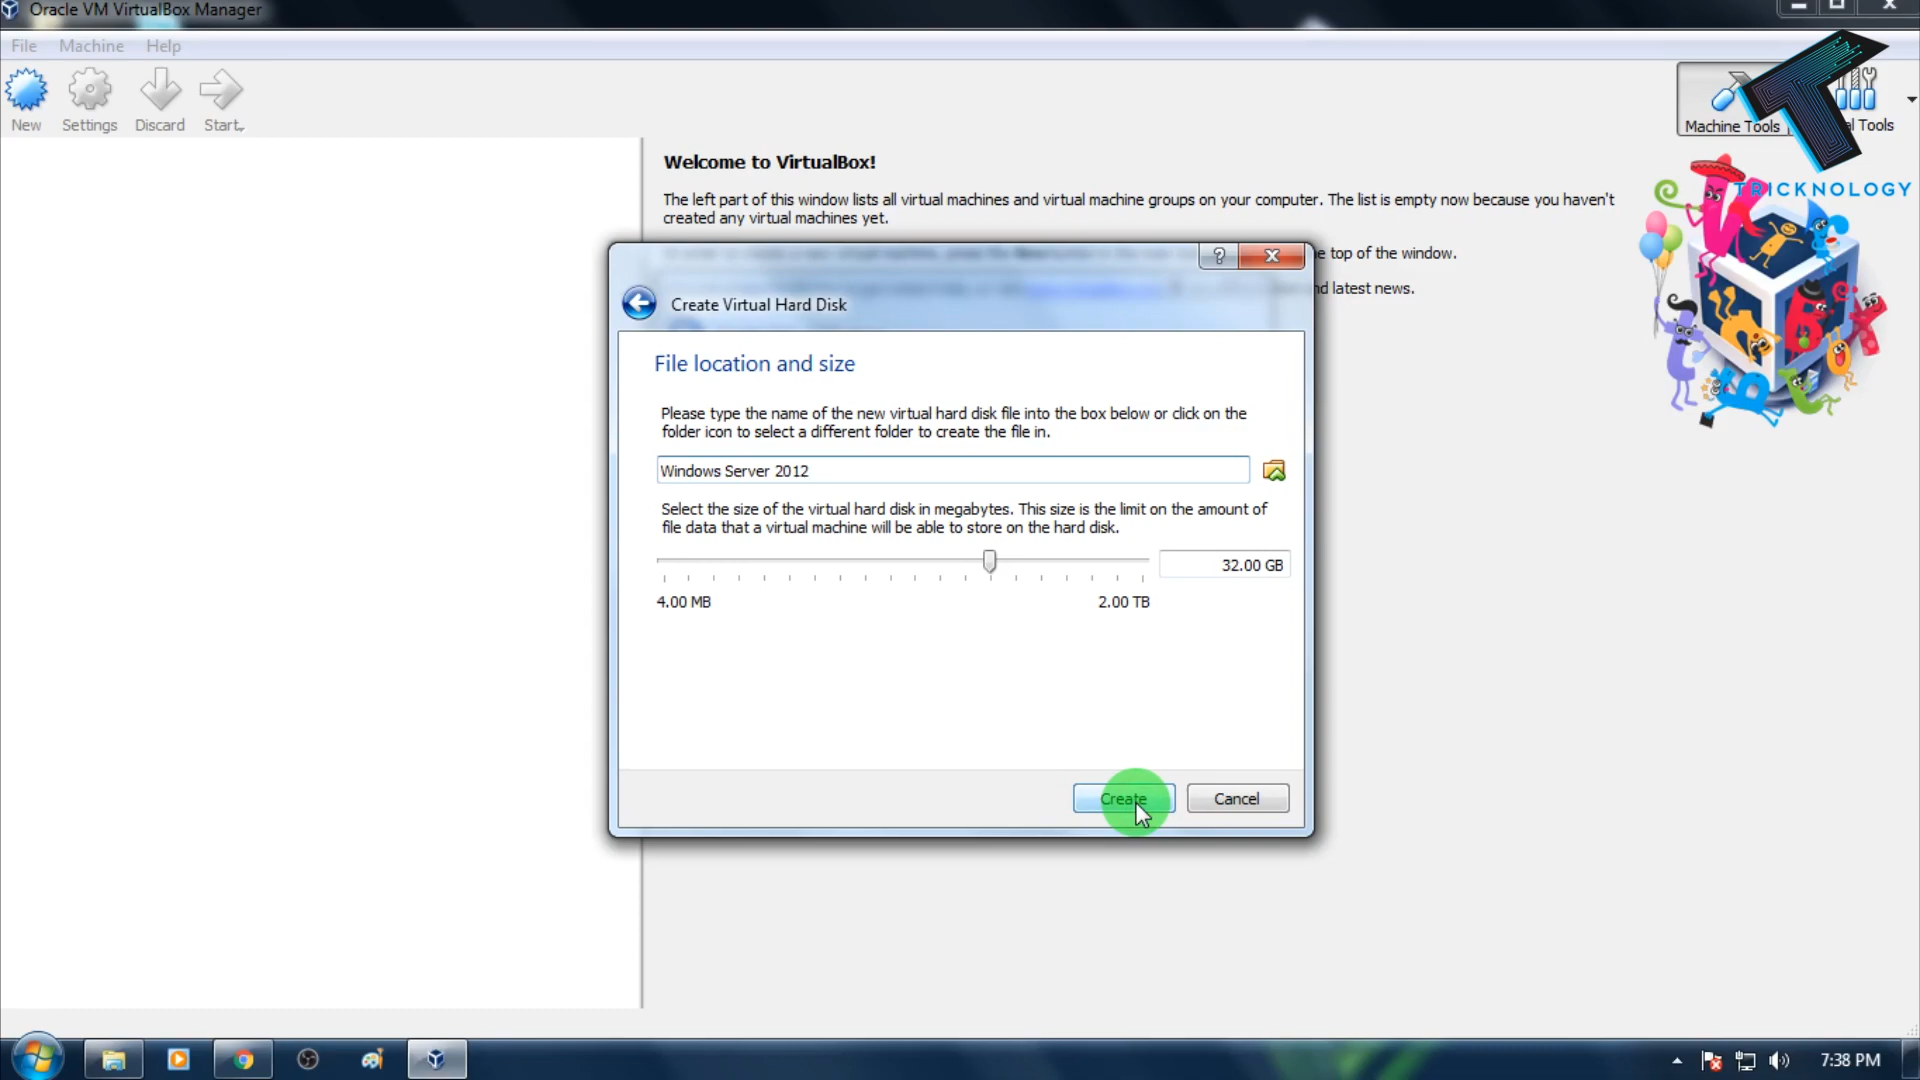 Oracle VM VirtualBox Manager
File Machine Help
New Settings Discard Start
Machine Tools
al Tools
TRICKNOLOGY
Welcome to VirtualBox!
The left part of this window lists all virtual machines and virtual machine groups on your computer. The list is empty now because you haven't
created any virtual machines yet.
e top of the window.
nd latest news.
Create Virtual Hard Disk
File location and size
Please type the name of the new virtual hard disk file into the box below or click on the
folder icon to select a different folder to create the file in.
Windows Server 2012
Select the size of the virtual hard disk in megabytes. This size is the limit on the amount of
file data that a virtual machine will be able to store on the hard disk.
32.00 GB
4.00 MB 2.00 TB
Create Cancel
7:38 PM